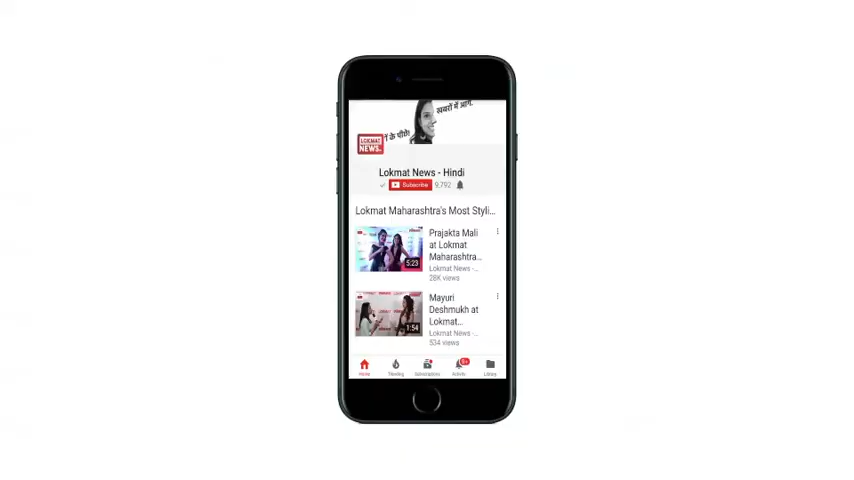 खबरों में आगे,
ों के पीछे!
LOKMAT
NEWS
Lokmat News - Hindi
Subscribe 9,792
Lokmat Maharashtra's Most Styli...
Prajakta Mali
at Lokmat
Maharashtra...
Lokmat News -...
28K views
5:23
Mayuri
Deshmukh at
Lokmat...
Lokmat News -...
534 views
1:54
Home Trending Subscriptions Activity Library
9+